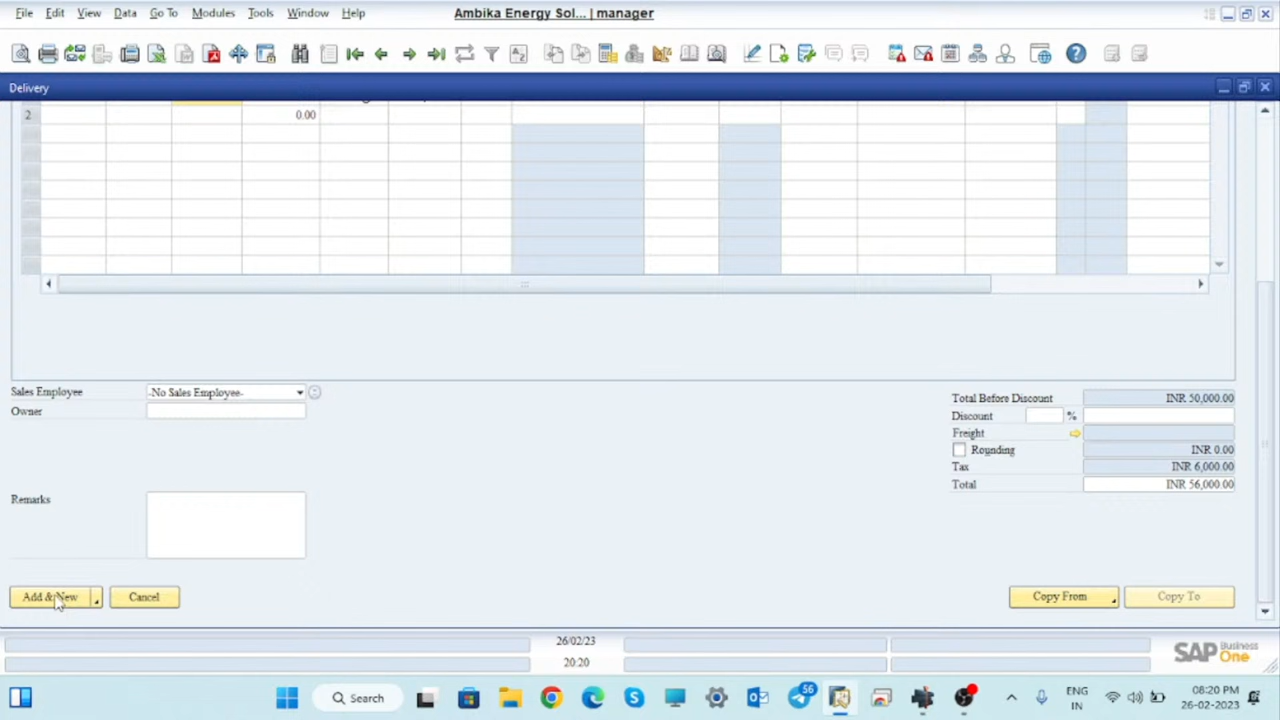 File Edit View Data Go To Modules Tools Window Help
Ambika Energy Sol... | manager
Delivery
2 0.00
Sales Employee -No Sales Employee-
Owner
Total Before Discount INR 50,000.00
Discount %
Freight
Rounding INR 0.00
Tax INR 6,000.00
Total INR 56,000.00
Remarks
Add & New Cancel Copy From Copy To
26/02/23
20:20
SAP Business One
Search
56
ENG
IN
08:20 PM
26-02-2023